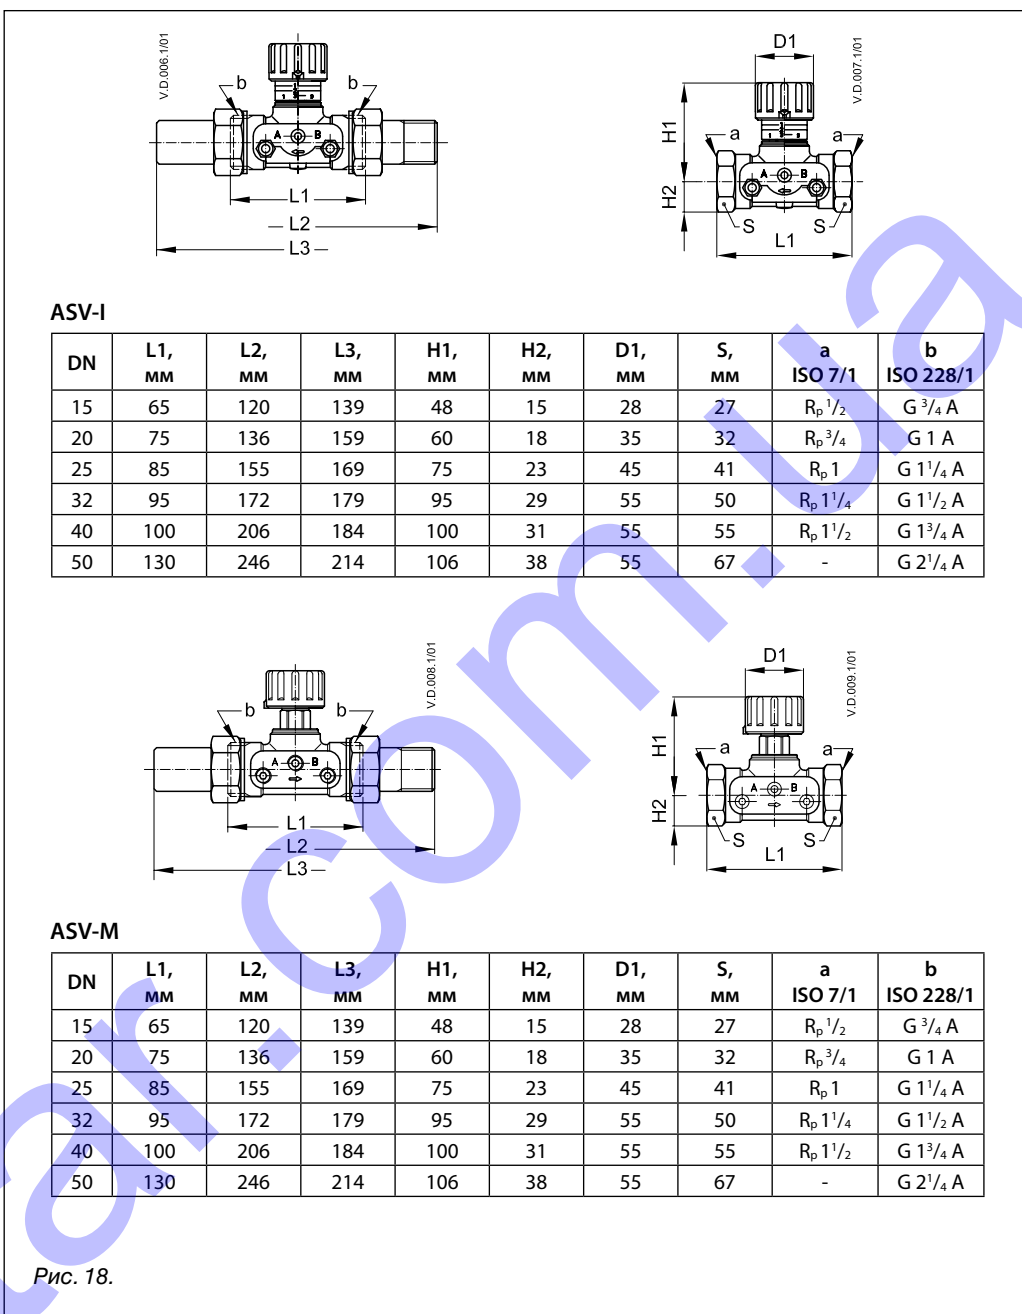 V.D.006.1/01
b b
1 9
A B
L1
L2
L3
V.D.007.1/01
D1
H1
H2
a a
1 9
A B
S S
L1
ASV-I
DN L1, мм L2, мм L3, мм H1, мм H2, мм D1, мм S, мм a ISO 7/1 b ISO 228/1
15 65 120 139 48 15 28 27 Rp 1/2 G 3/4 A
20 75 136 159 60 18 35 32 Rp 3/4 G 1 A
25 85 155 169 75 23 45 41 Rp 1 G 1 1/4 A
32 95 172 179 95 29 55 50 Rp 1 1/4 G 1 1/2 A
40 100 206 184 100 31 55 55 Rp 1 1/2 G 1 3/4 A
50 130 246 214 106 38 55 67 - G 2 1/4 A
V.D.008.1/01
b b
A B
L1
L2
L3
V.D.009.1/01
D1
H1
H2
a a
A B
S S
L1
ASV-M
DN L1, мм L2, мм L3, мм H1, мм H2, мм D1, мм S, мм a ISO 7/1 b ISO 228/1
15 65 120 139 48 15 28 27 Rp 1/2 G 3/4 A
20 75 136 159 60 18 35 32 Rp 3/4 G 1 A
25 85 155 169 75 23 45 41 Rp 1 G 1 1/4 A
32 95 172 179 95 29 55 50 Rp 1 1/4 G 1 1/2 A
40 100 206 184 100 31 55 55 Rp 1 1/2 G 1 3/4 A
50 130 246 214 106 38 55 67 - G 2 1/4 A
Рис. 18.
ar.com.ua